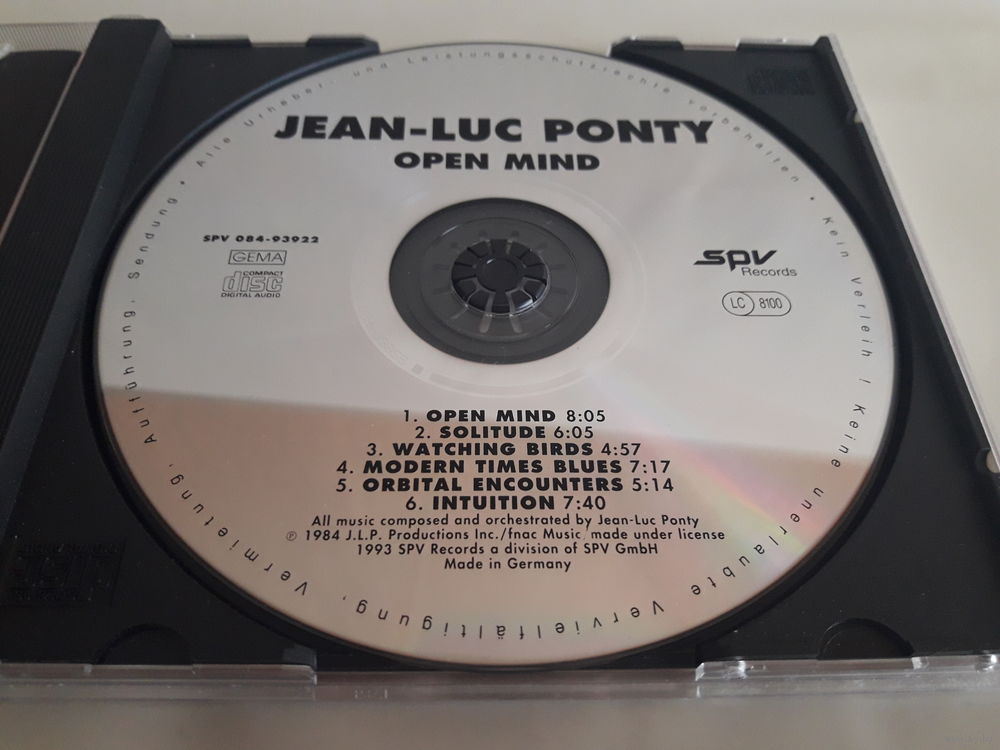 JEAN-LUC PONTY
OPEN MIND
SPV 084-93922
GEMA
COMPACT
disc
DIGITAL AUDIO
spv
Records
LC 8100
1. OPEN MIND 8:05
2. SOLITUDE 6:05
3. WATCHING BIRDS 4:57
4. MODERN TIMES BLUES 7:17
5. ORBITAL ENCOUNTERS 5:14
6. INTUITION 7:40
All music composed and orchestrated by Jean-Luc Ponty
℗ 1984 J.L.P. Productions Inc./fnac Music, made under license
1993 SPV Records a division of SPV GmbH
Made in Germany
• Alle Urheber- und Leistungsschutzrechte vorbehalten • Kein Verleih ! Keine unerlaubte Vervielfältigung, Vermietung, Aufführung, Sendung